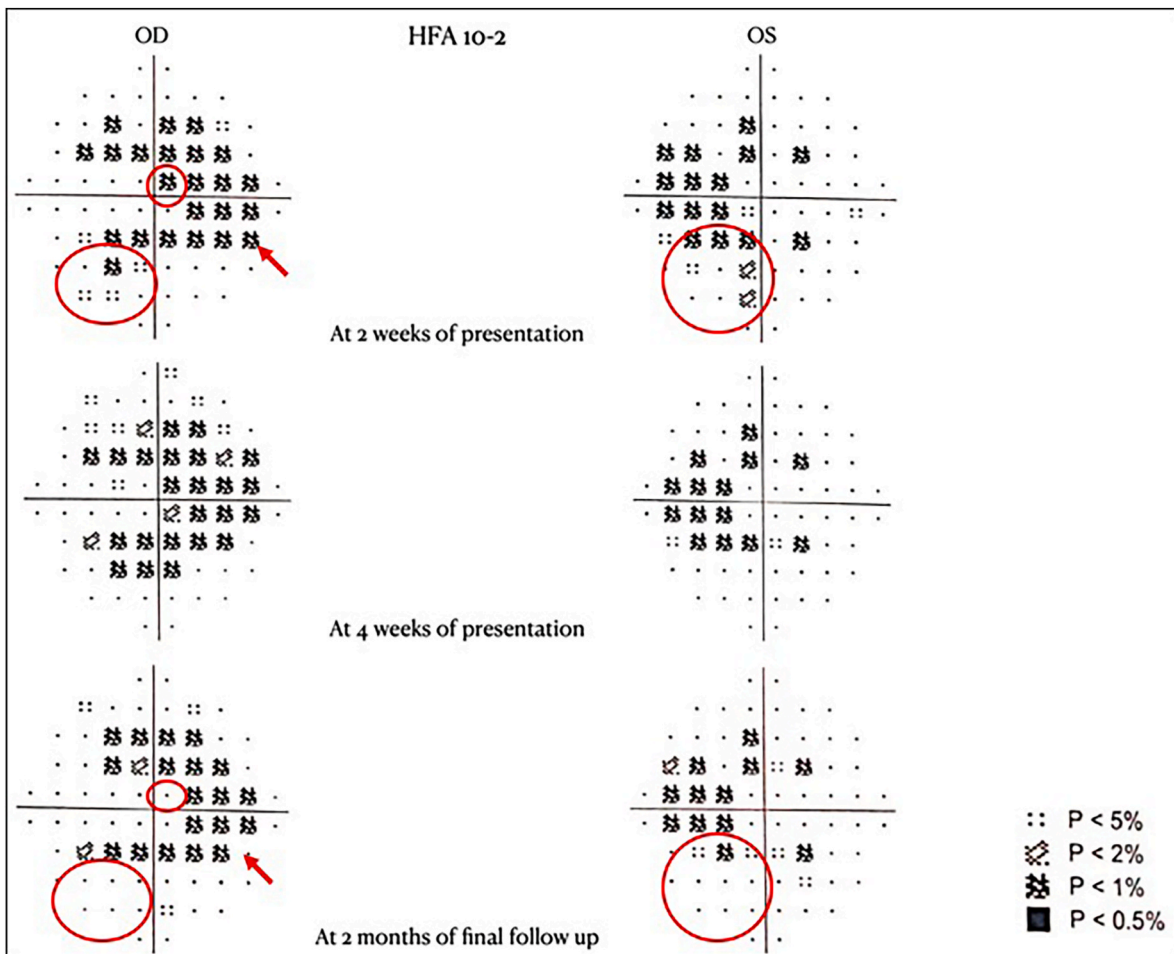 OD HFA 10-2 OS
At 2 weeks of presentation
At 4 weeks of presentation
At 2 months of final follow up
P < 5%
P < 2%
P < 1%
P < 0.5%